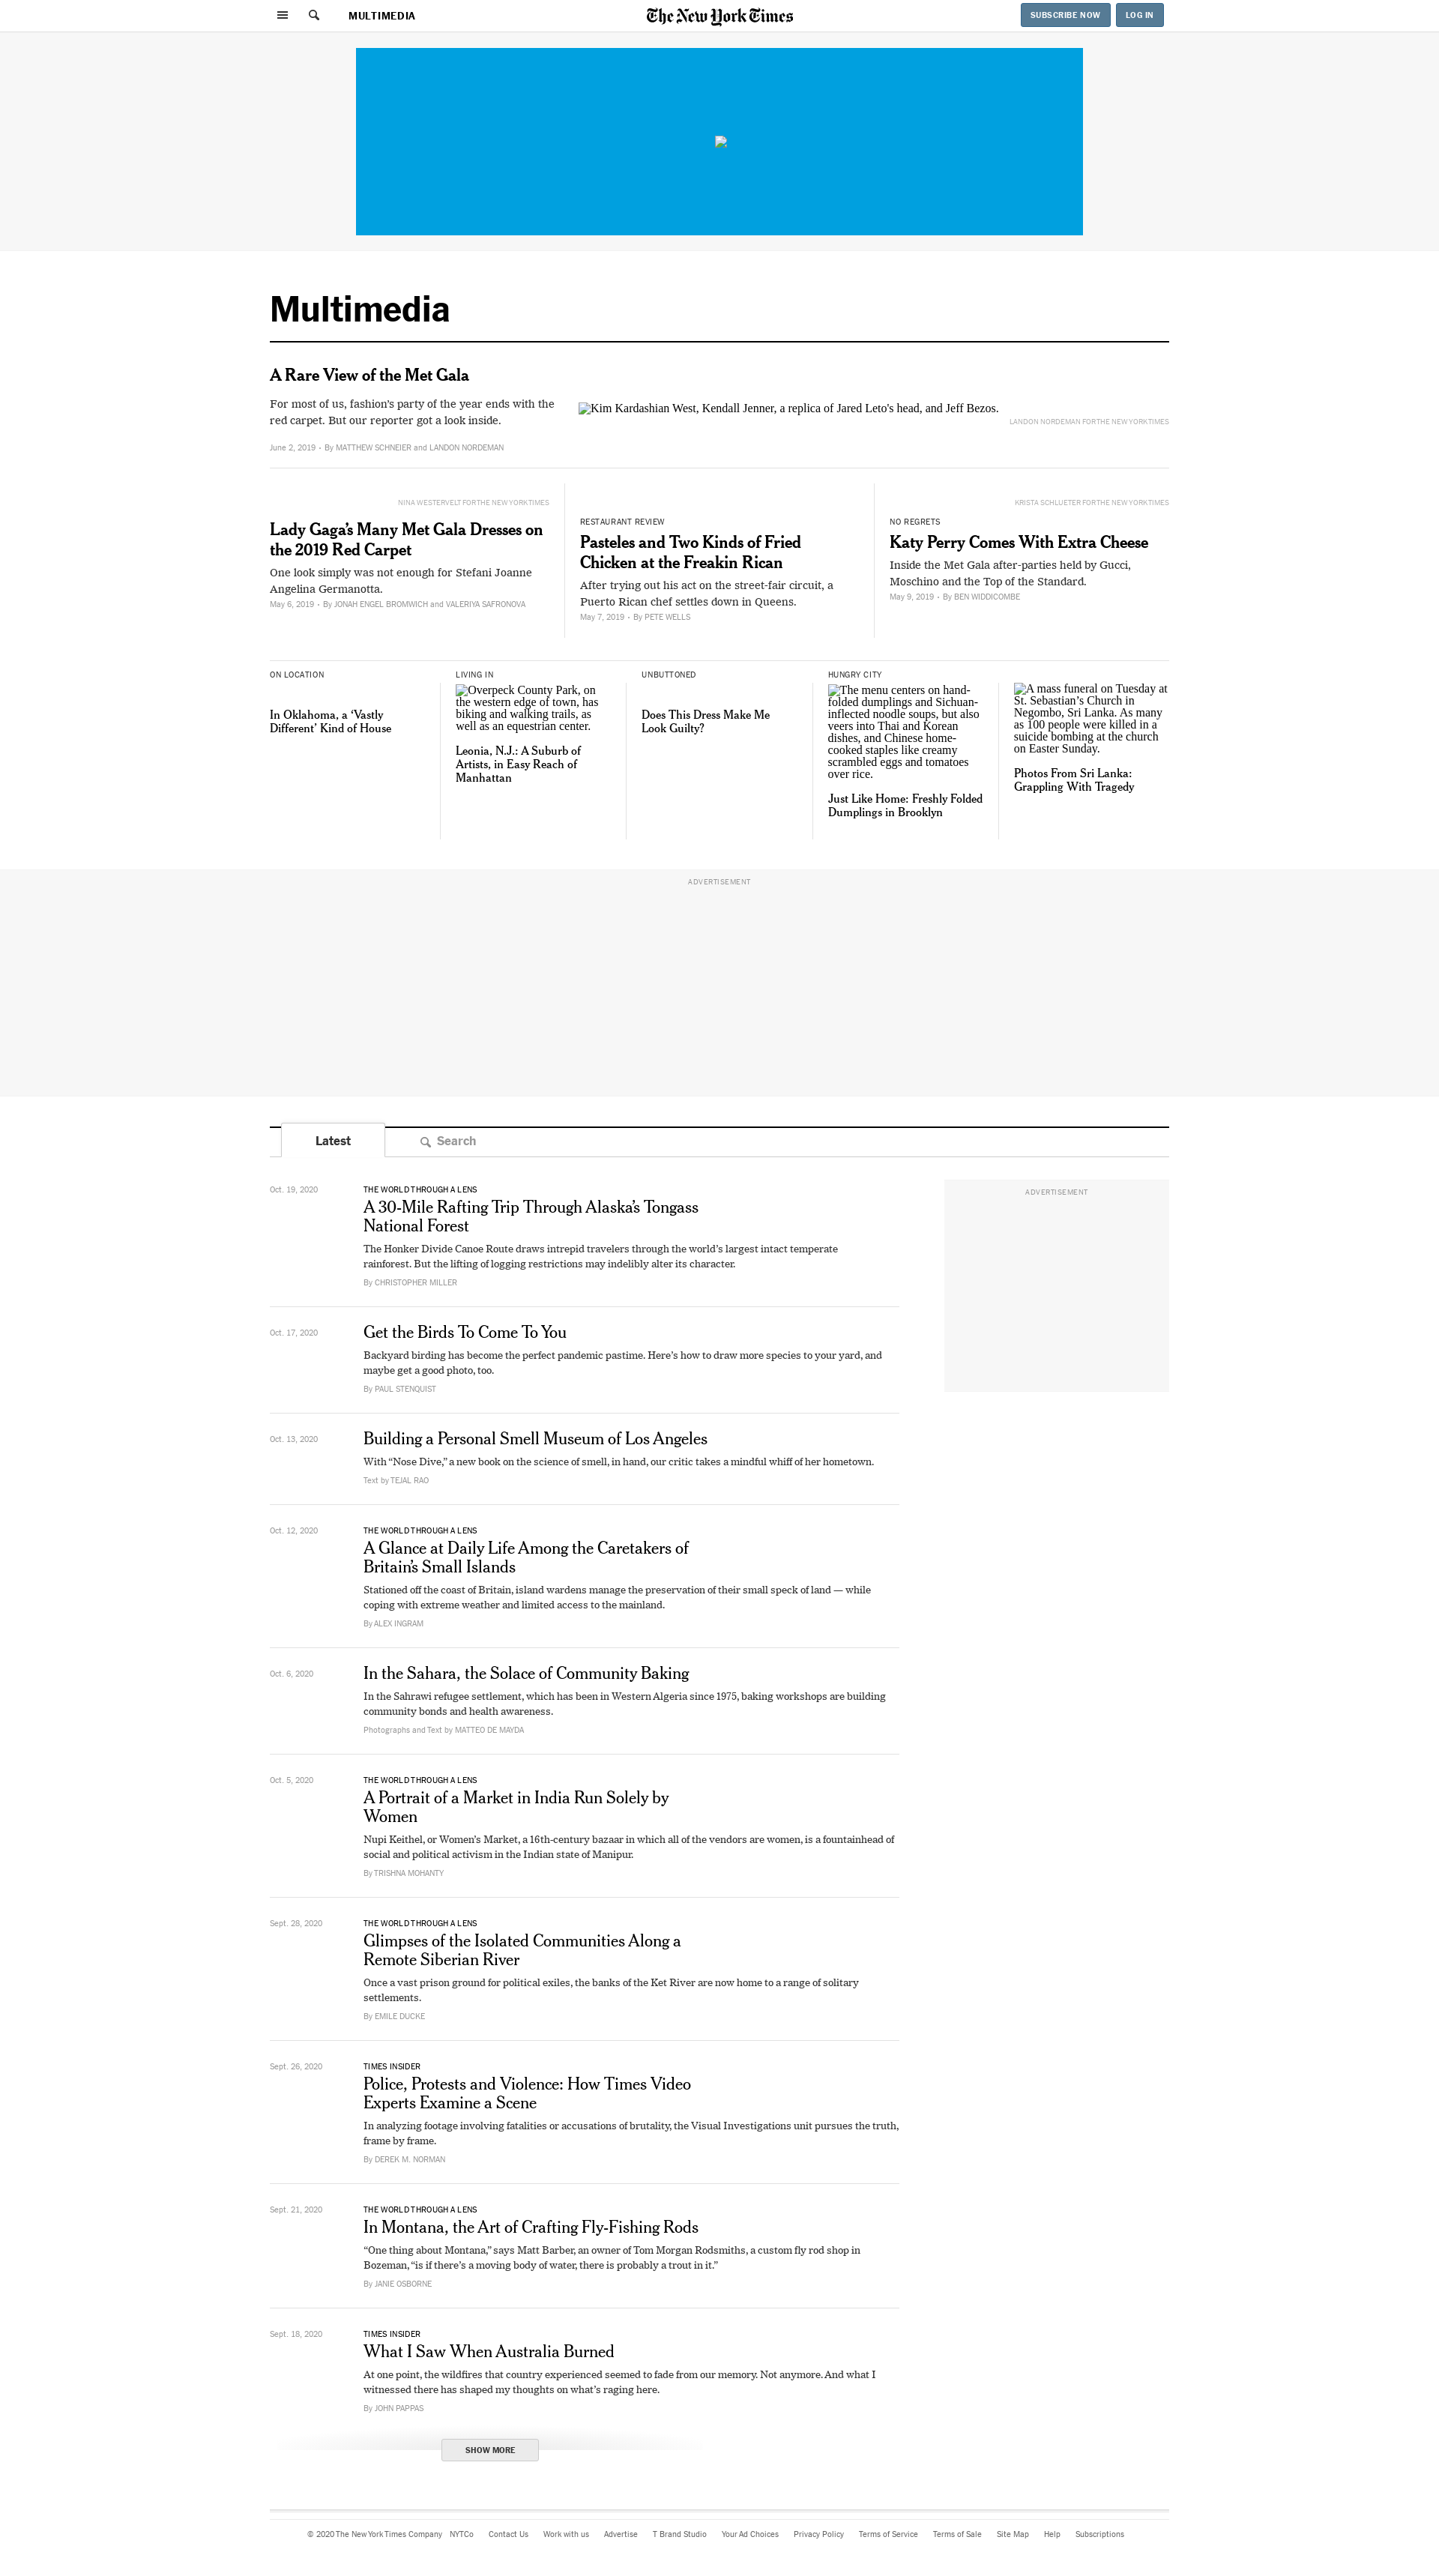 MULTIMEDIA
The New York Times
SUBSCRIBE NOW
LOG IN
Multimedia
A Rare View of the Met Gala
For most of us, fashion's party of the year ends with the
red carpet. But our reporter got a look inside.
June 2, 2019 • By MATTHEW SCHNEIER and LANDON NORDEMAN
Kim Kardashian West, Kendall Jenner, a replica of Jared Leto's head, and Jeff Bezos.
LANDON NORDEMAN FOR THE NEW YORK TIMES
NINA WESTERVELT FOR THE NEW YORK TIMES
Lady Gaga's Many Met Gala Dresses on
the 2019 Red Carpet
One look simply was not enough for Stefani Joanne
Angelina Germanotta.
May 6, 2019 • By JONAH ENGEL BROMWICH and VALERIYA SAFRONOVA
RESTAURANT REVIEW
Pasteles and Two Kinds of Fried
Chicken at the Freakin Rican
After trying out his act on the street-fair circuit, a
Puerto Rican chef settles down in Queens.
May 7, 2019 • By PETE WELLS
KRISTA SCHLUETER FOR THE NEW YORK TIMES
NO REGRETS
Katy Perry Comes With Extra Cheese
Inside the Met Gala after-parties held by Gucci,
Moschino and the Top of the Standard.
May 9, 2019 • By BEN WIDDICOMBE
ON LOCATION
In Oklahoma, a ‘Vastly
Different’ Kind of House
LIVING IN
Overpeck County Park, on
the western edge of town, has
biking and walking trails, as
well as an equestrian center.
Leonia, N.J.: A Suburb of
Artists, in Easy Reach of
Manhattan
UNBUTTONED
Does This Dress Make Me
Look Guilty?
HUNGRY CITY
The menu centers on hand-
folded dumplings and Sichuan-
inflected noodle soups, but also
veers into Thai and Korean
dishes, and Chinese home-
cooked staples like creamy
scrambled eggs and tomatoes
over rice.
Just Like Home: Freshly Folded
Dumplings in Brooklyn
A mass funeral on Tuesday at
St. Sebastian’s Church in
Negombo, Sri Lanka. As many
as 100 people were killed in a
suicide bombing at the church
on Easter Sunday.
Photos From Sri Lanka:
Grappling With Tragedy
ADVERTISEMENT
Latest
Search
ADVERTISEMENT
Oct. 19, 2020
THE WORLD THROUGH A LENS
A 30-Mile Rafting Trip Through Alaska’s Tongass
National Forest
The Honker Divide Canoe Route draws intrepid travelers through the world’s largest intact temperate
rainforest. But the lifting of logging restrictions may indelibly alter its character.
By CHRISTOPHER MILLER
Oct. 17, 2020
Get the Birds To Come To You
Backyard birding has become the perfect pandemic pastime. Here’s how to draw more species to your yard, and
maybe get a good photo, too.
By PAUL STENQUIST
Oct. 13, 2020
Building a Personal Smell Museum of Los Angeles
With “Nose Dive,” a new book on the science of smell, in hand, our critic takes a mindful whiff of her hometown.
Text by TEJAL RAO
Oct. 12, 2020
THE WORLD THROUGH A LENS
A Glance at Daily Life Among the Caretakers of
Britain’s Small Islands
Stationed off the coast of Britain, island wardens manage the preservation of their small speck of land — while
coping with extreme weather and limited access to the mainland.
By ALEX INGRAM
Oct. 6, 2020
In the Sahara, the Solace of Community Baking
In the Sahrawi refugee settlement, which has been in Western Algeria since 1975, baking workshops are building
community bonds and health awareness.
Photographs and Text by MATTEO DE MAYDA
Oct. 5, 2020
THE WORLD THROUGH A LENS
A Portrait of a Market in India Run Solely by
Women
Nupi Keithel, or Women’s Market, a 16th-century bazaar in which all of the vendors are women, is a fountainhead of
social and political activism in the Indian state of Manipur.
By TRISHNA MOHANTY
Sept. 28, 2020
THE WORLD THROUGH A LENS
Glimpses of the Isolated Communities Along a
Remote Siberian River
Once a vast prison ground for political exiles, the banks of the Ket River are now home to a range of solitary
settlements.
By EMILE DUCKE
Sept. 26, 2020
TIMES INSIDER
Police, Protests and Violence: How Times Video
Experts Examine a Scene
In analyzing footage involving fatalities or accusations of brutality, the Visual Investigations unit pursues the truth,
frame by frame.
By DEREK M. NORMAN
Sept. 21, 2020
THE WORLD THROUGH A LENS
In Montana, the Art of Crafting Fly-Fishing Rods
“One thing about Montana,” says Matt Barber, an owner of Tom Morgan Rodsmiths, a custom fly rod shop in
Bozeman, “is if there’s a moving body of water, there is probably a trout in it.”
By JANIE OSBORNE
Sept. 18, 2020
TIMES INSIDER
What I Saw When Australia Burned
At one point, the wildfires that country experienced seemed to fade from our memory. Not anymore. And what I
witnessed there has shaped my thoughts on what’s raging here.
By JOHN PAPPAS
SHOW MORE
© 2020 The New York Times Company NYTCo Contact Us Work with us Advertise T Brand Studio Your Ad Choices Privacy Policy Terms of Service Terms of Sale Site Map Help Subscriptions